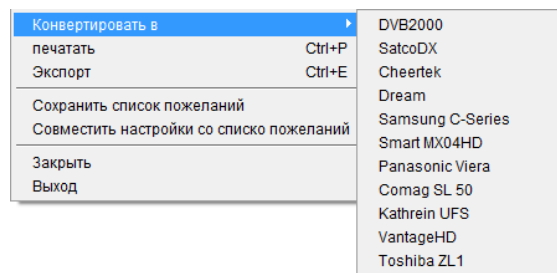 Конвертировать в
печатать Ctrl+P
Экспорт Ctrl+E
Сохранить список пожеланий
Совместить настройки со списко пожеланий
Закрыть
Выход
DVB2000
SatcoDX
Cheertek
Dream
Samsung C-Series
Smart MX04HD
Panasonic Viera
Comag SL 50
Kathrein UFS
VantageHD
Toshiba ZL1